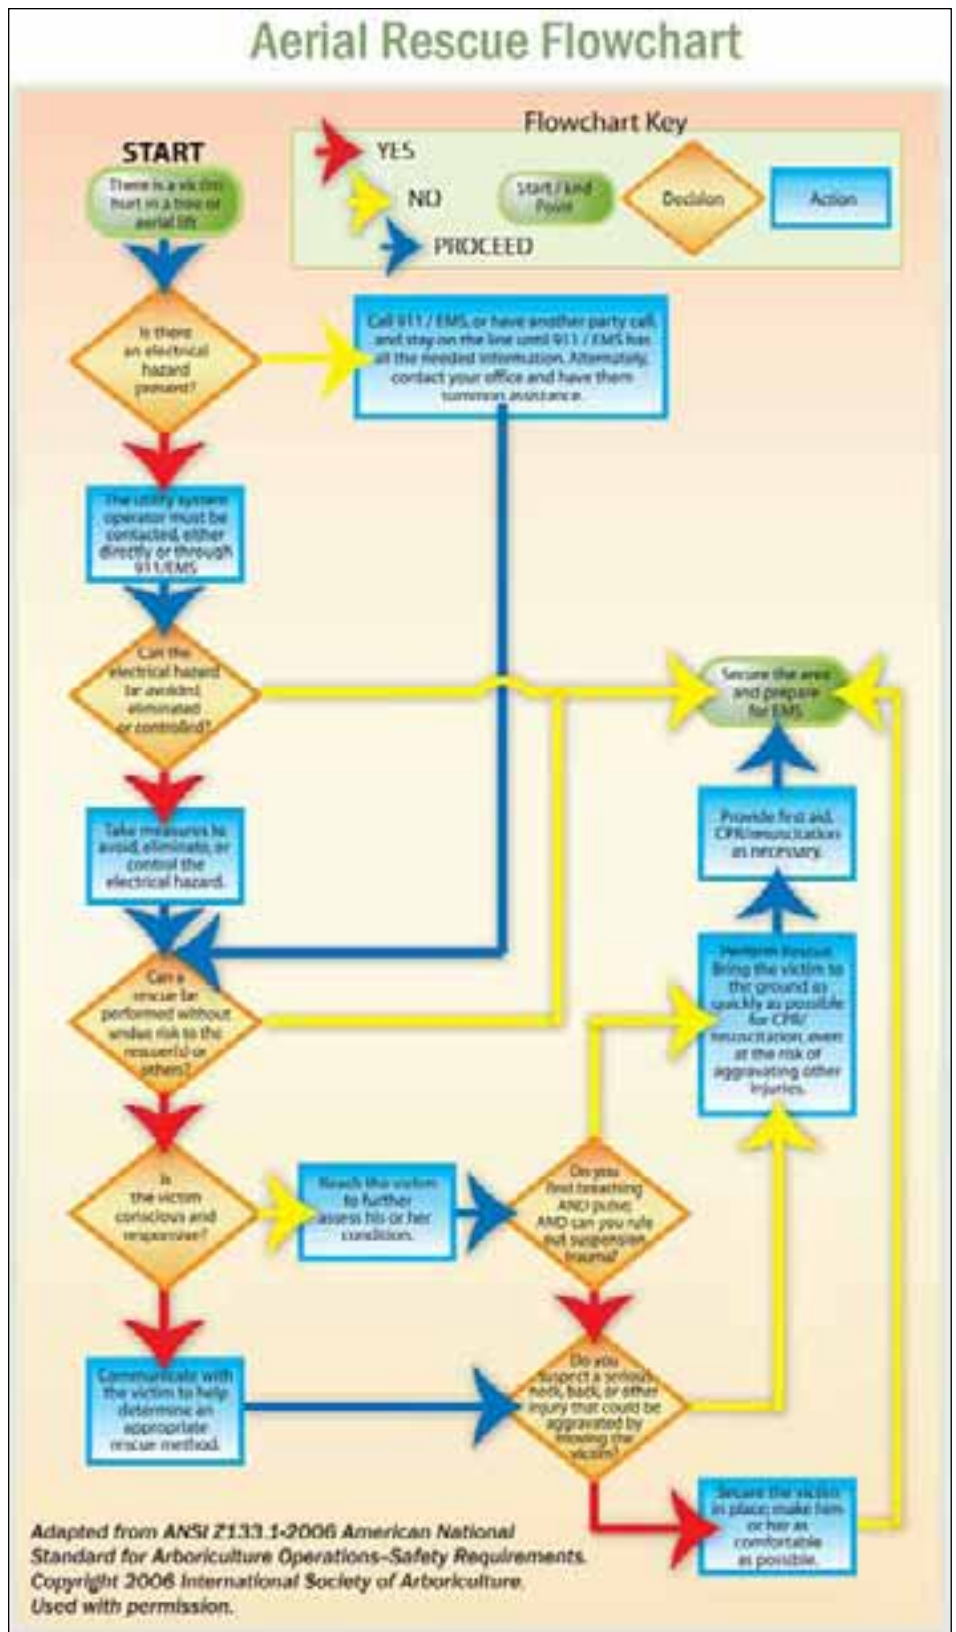 Aerial Rescue Flowchart
Flowchart Key
YES
NO
PROCEED
Start / End
Point
Decision
Action
START
There is a victim
hurt in a tree or
aerial lift
Is there
an electrical
hazard
present?
Call 911 / EMS, or have another party call,
and stay on the line until 911 / EMS has
all the needed information. Alternately,
contact your office and have them
summon assistance.
The utility system
operator must be
contacted, either
directly or through
911/EMS
Can the
electrical hazard
be avoided,
eliminated
or controlled?
Secure the area
and prepare
for EMS
Take measures to
avoid, eliminate, or
control the
electrical hazard.
Provide first aid,
CPR/resuscitation
as necessary.
Can a
rescue be
performed without
undue risk to the
rescuer(s) or
others?
Perform Rescue:
Bring the victim to
the ground as
quickly as possible
for CPR/
resuscitation, even
at the risk of
aggravating other
injuries.
Is
the victim
conscious and
responsive?
Reach the victim
to further
assess his or her
condition.
Do you
find breathing
AND pulse;
AND can you rule
out suspension
trauma?
Communicate with
the victim to help
determine an
appropriate
rescue method.
Do you
suspect a serious
neck, back, or other
injury that could be
aggravated by
moving the
victim?
Secure the victim
in place; make him
or her as
comfortable
as possible.
Adapted from ANSI Z133.1-2006 American National
Standard for Arboriculture Operations–Safety Requirements.
Copyright 2006 International Society of Arboriculture.
Used with permission.